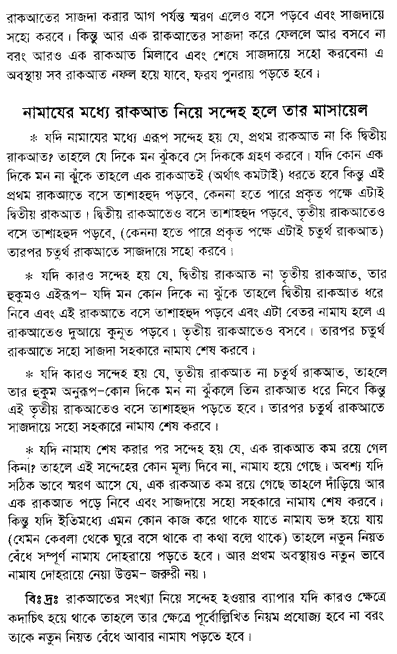 রাকআতের সাজদা করার আগ পর্যন্ত স্মরণ এলেও বসে পড়বে এবং সাজদায়ে
সহো করবে। কিন্তু আর এক রাকআতের সাজদা করে ফেললে আর বসবে না
বরং আরও এক রাকআত মিলাবে এবং শেষে সাজদায়ে সহো করবেনা এ
অবস্থায় সব রাকআত নফল হয়ে যাবে, ফরয পুনরায় পড়তে হবে।
নামাযের মধ্যে রাকআত নিয়ে সন্দেহ হলে তার মাসায়েল
* যদি নামাযের মধ্যে এরূপ সন্দেহ হয় যে, প্রথম রাকআত না কি দ্বিতীয়
রাকআত? তাহলে যে দিকে মন ঝুঁকবে সে দিককে গ্রহণ করবে। যদি কোন এক
দিকে মন না ঝুঁকে তাহলে এক রাকআতই (অর্থাৎ কমটাই) ধরতে হবে কিন্তু এই
প্রথম রাকআতে বসে তাশাহহুদ পড়বে, কেননা হতে পারে প্রকৃত পক্ষে এটাই
দ্বিতীয় রাকআত। দ্বিতীয় রাকআতেও বসে তাশাহহুদ পড়বে, তৃতীয় রাকআতেও
বসে তাশাহহুদ পড়বে, (কেননা হতে পারে প্রকৃত পক্ষে এটাই চতুর্থ রাকআত)
তারপর চতুর্থ রাকআতে সাজদায়ে সহো করবে।
* যদি কারও সন্দেহ হয় যে, দ্বিতীয় রাকআত না তৃতীয় রাকআত, তার
হুকুমও এইরূপ- যদি মন কোন দিকে না ঝুঁকে তাহলে দ্বিতীয় রাকআত ধরে
নিবে এবং এই রাকআতে বসে তাশাহহুদ পড়বে এবং এটা বেতর নামায হলে এ
রাকআতেও দুআয়ে কুনূত পড়বে। তৃতীয় রাকআতেও বসবে। তারপর চতুর্থ
রাকআতে সহো সাজদা সহকারে নামায শেষ করবে।
* যদি কারও সন্দেহ হয় যে, তৃতীয় রাকআত না চতুর্থ রাকআত, তাহলে
তার হুকুম অনুরূপ-কোন দিকে মন না ঝুঁকলে তিন রাকআত ধরে নিবে কিন্তু
এই তৃতীয় রাকআতেও বসে তাশাহহুদ পড়তে হবে। তারপর চতুর্থ রাকআতে
সাজদায়ে সহো সহকারে নামায শেষ করবে।
* যদি নামায শেষ করার পর সন্দেহ হয় যে, এক রাকআত কম রয়ে গেল
কিনা? তাহলে এই সন্দেহের কোন মূল্য দিবে না, নামায হয়ে গেছে। অবশ্য যদি
সঠিক ভাবে স্মরণ আসে যে, এক রাকআত কম রয়ে গেছে তাহলে দাঁড়িয়ে আর
এক রাকআত পড়ে নিবে এবং সাজদায়ে সহো সহকারে নামায শেষ করবে।
কিন্তু যদি ইতিমধ্যে এমন কোন কাজ করে থাকে যাতে নামায ভঙ্গ হয়ে যায়
(যেমন কেবলা থেকে ঘুরে বসে থাকে বা কথা বলে থাকে) তাহলে নতুন নিয়ত
বেঁধে সম্পূর্ণ নামায দোহরায়ে পড়তে হবে। আর প্রথম অবস্থায়ও নতুন ভাবে
নামায দোহরায়ে নেয়া উত্তম- জরুরী নয়।
বিঃ দ্রঃ রাকআতের সংখ্যা নিয়ে সন্দেহ হওয়ার ব্যাপার যদি কারও ক্ষেত্রে
কদাচিৎ হয়ে থাকে তাহলে তার ক্ষেত্রে পূর্বোল্লিখিত নিয়ম প্রযোজ্য হবে না বরং
তাকে নতুন নিয়ত বেঁধে আবার নামায পড়তে হবে।